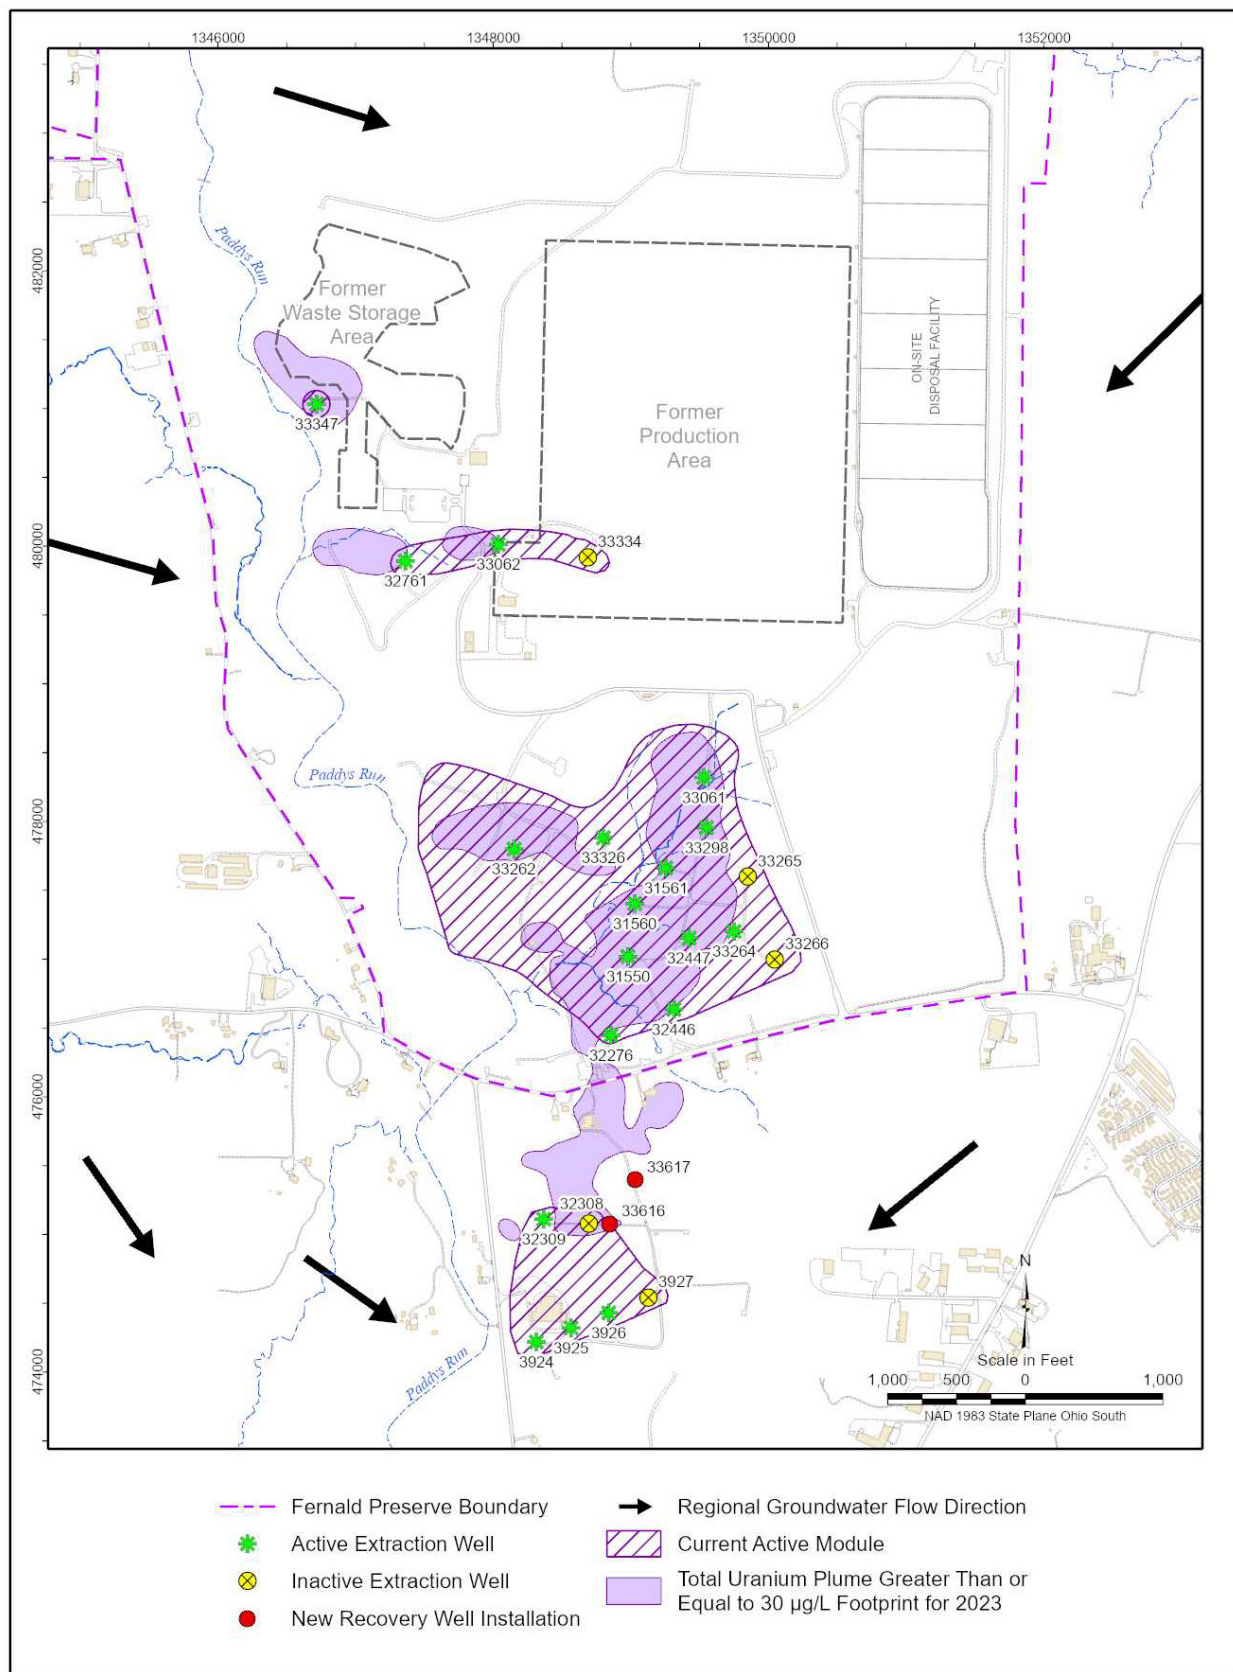 1346000
1348000
1350000
1352000
482000
480000
478000
476000
474000
Paddys Run
Former
Waste Storage
Area
33347
Former
Production
Area
ON-SITE
DISPOSAL FACILITY
33334
33062
32761
Paddys Run
33061
33298
33326
33262
33265
31561
31560
33266
33264
32447
31550
32446
32276
33617
32308
33616
32309
3927
3926
3925
3924
Paddys Run
N
Scale in Feet
1,000 500 0 1,000
NAD 1983 State Plane Ohio South
Fernald Preserve Boundary
Active Extraction Well
Inactive Extraction Well
New Recovery Well Installation
Regional Groundwater Flow Direction
Current Active Module
Total Uranium Plume Greater Than or
Equal to 30 µg/L Footprint for 2023